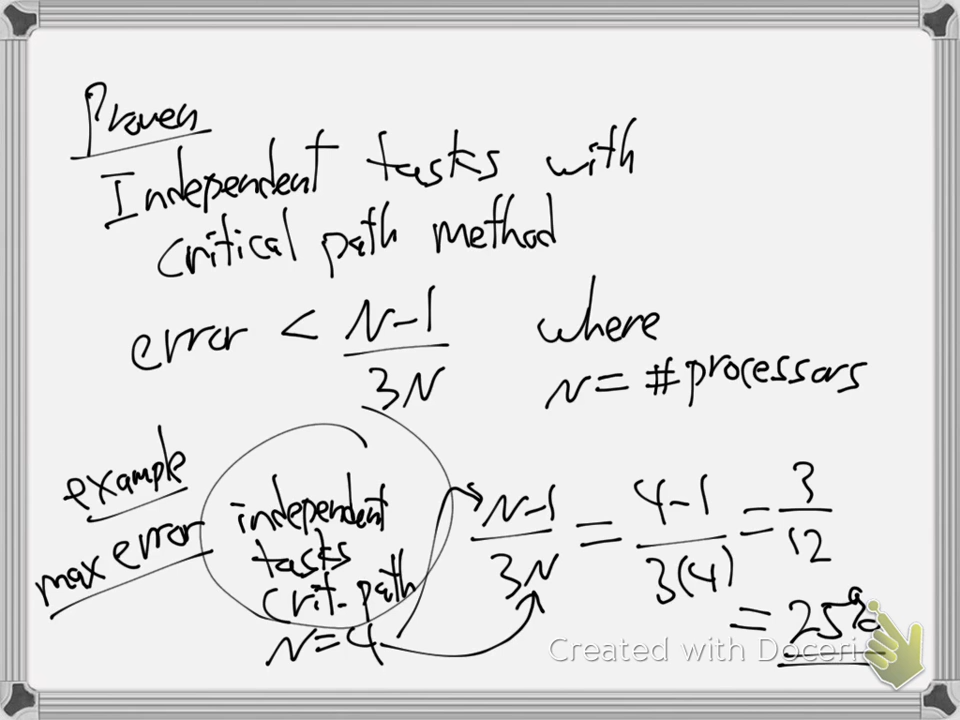 Proven
Independent tasks with
critical path method
error < N-1 / 3N where
N = # processors
example
max error
independent
tasks
crit. path
N=4
N-1 / 3N = 4-1 / 3(4) = 3 / 12
= 25%
Created with Doceri